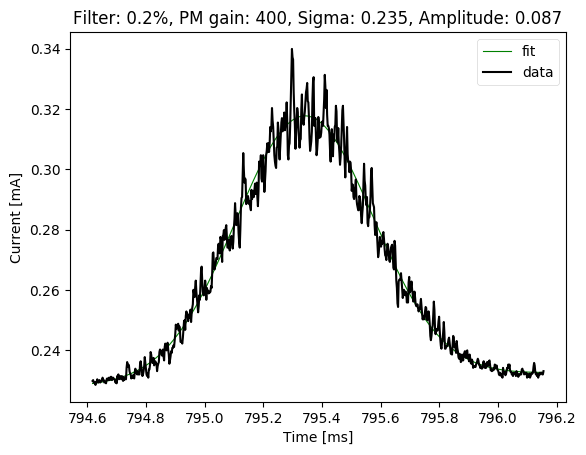 Filter: 0.2%, PM gain: 400, Sigma: 0.235, Amplitude: 0.087
fit
data
0.34
0.32
0.30
0.28
0.26
0.24
Current [mA]
794.6 794.8 795.0 795.2 795.4 795.6 795.8 796.0 796.2
Time [ms]